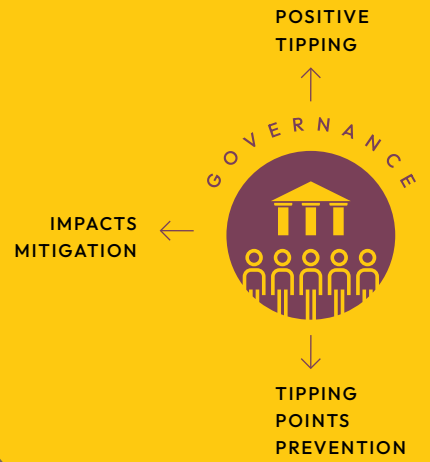 POSITIVE
TIPPING
GOVERNANCE
IMPACTS
MITIGATION
TIPPING
POINTS
PREVENTION